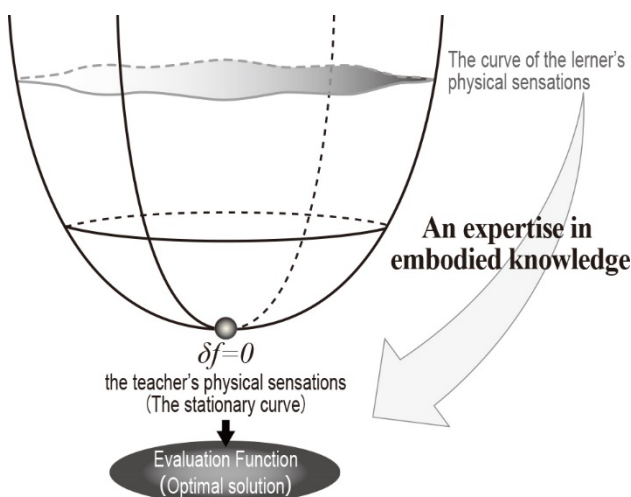 The curve of the lerner's
physical sensations
An expertise in
embodied knowledge
δf=0
the teacher's physical sensations
(The stationary curve)
Evaluation Function
(Optimal solution)